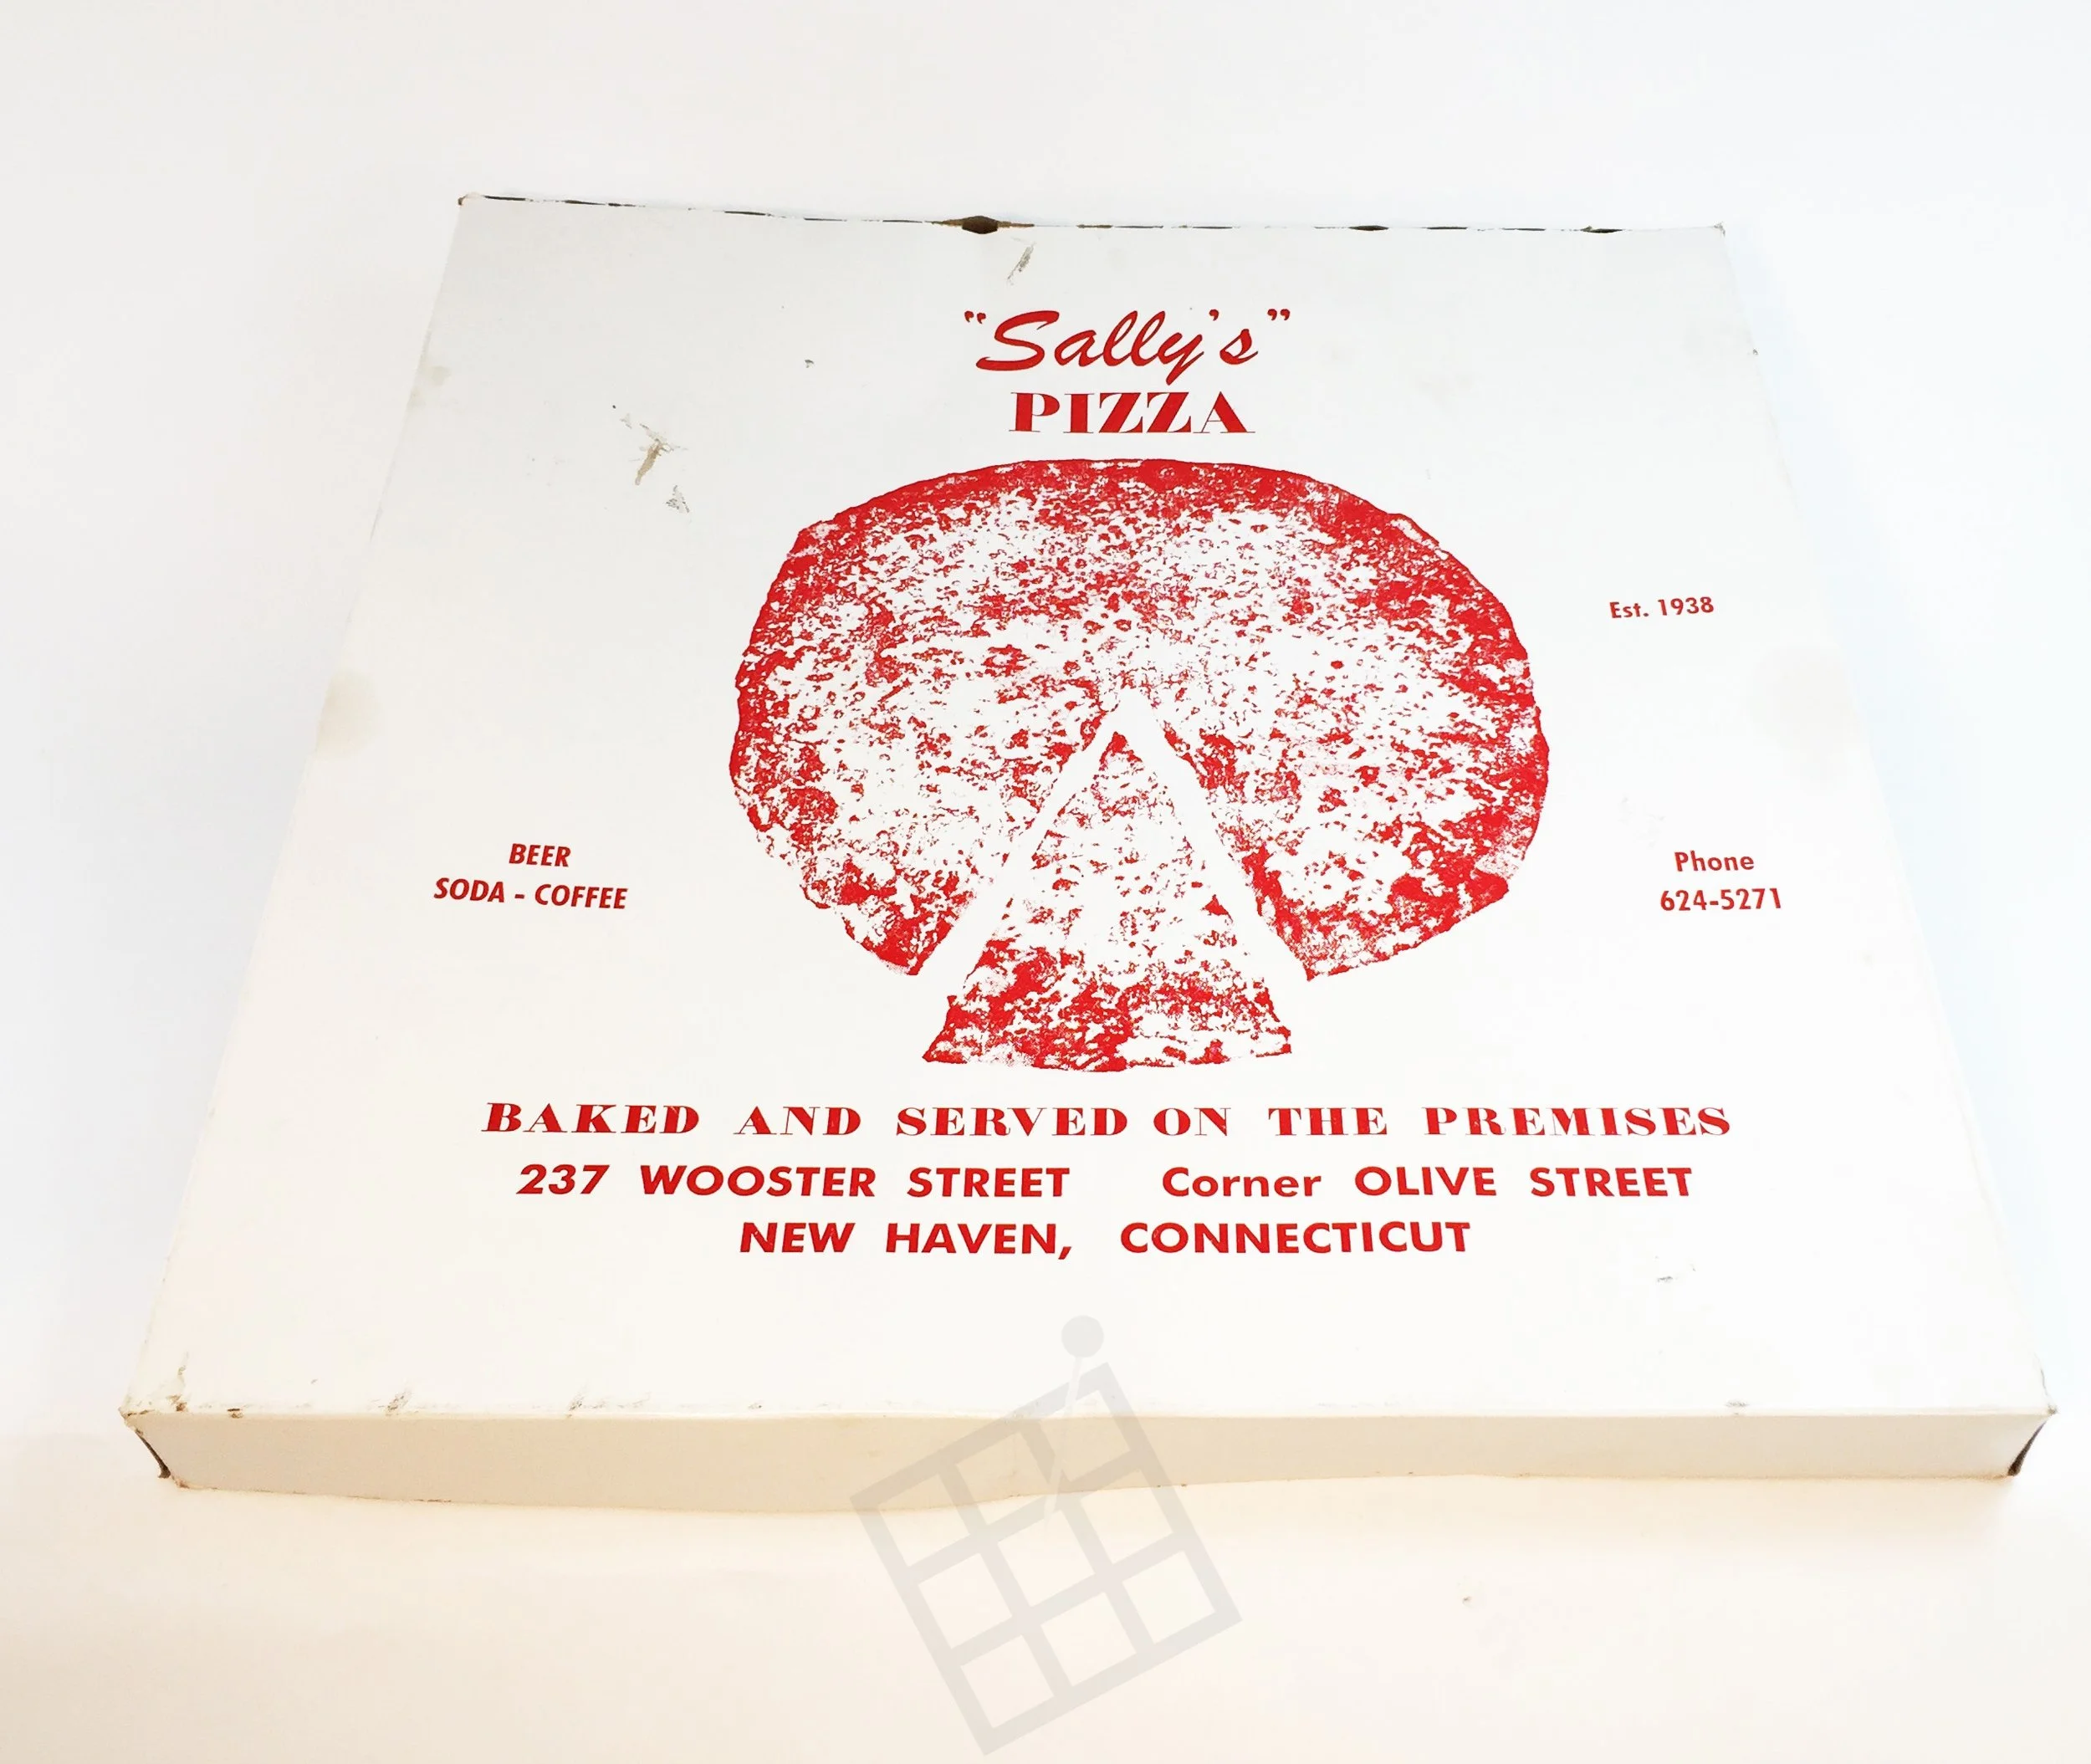 "Sally's"
PIZZA
Est. 1938
BEER
SODA - COFFEE
Phone
624-5271
BAKED AND SERVED ON THE PREMISES
237 WOOSTER STREET Corner OLIVE STREET
NEW HAVEN, CONNECTICUT